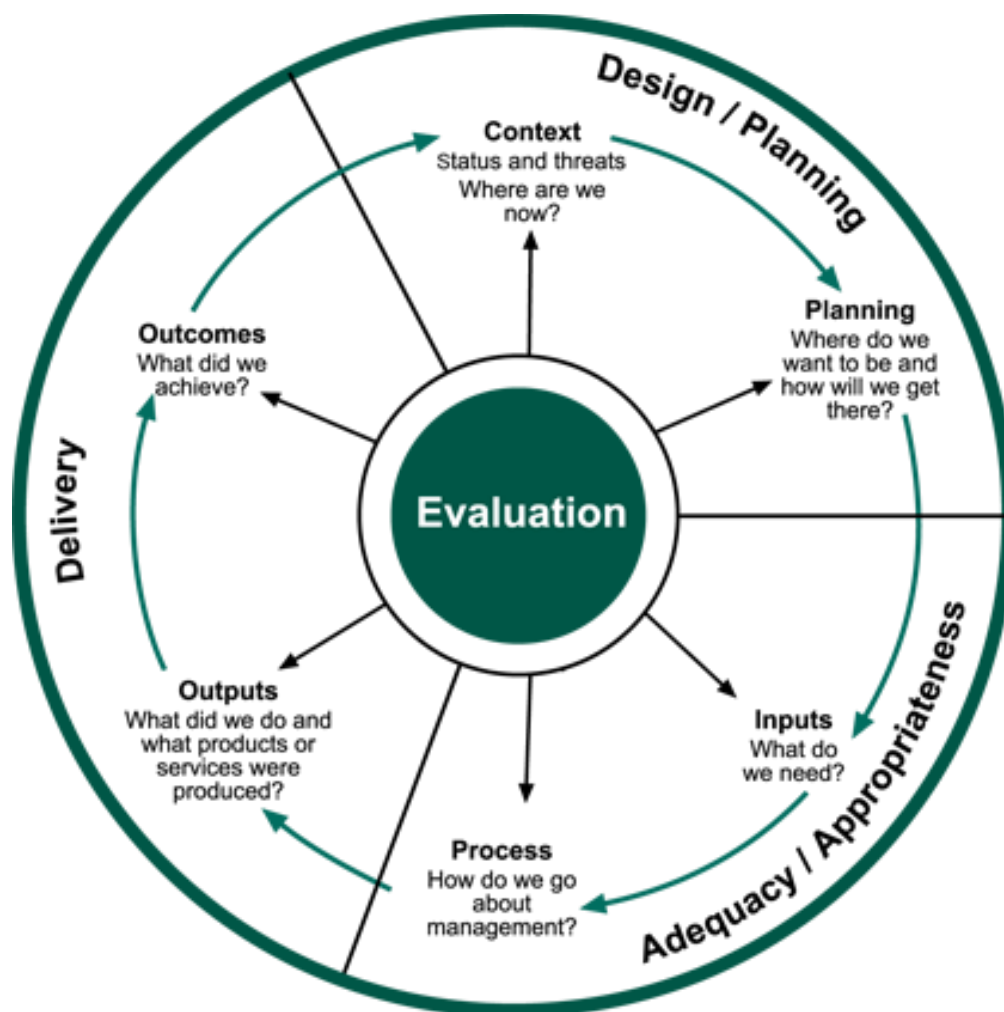 Design / Planning
Context
Status and threats
Where are we
now?
Planning
Where do we
want to be and
how will we get
there?
Outcomes
What did we
achieve?
Delivery
Evaluation
Adequacy / Appropriateness
Inputs
What do
we need?
Outputs
What did we do and
what products or
services were
produced?
Process
How do we go
about
management?